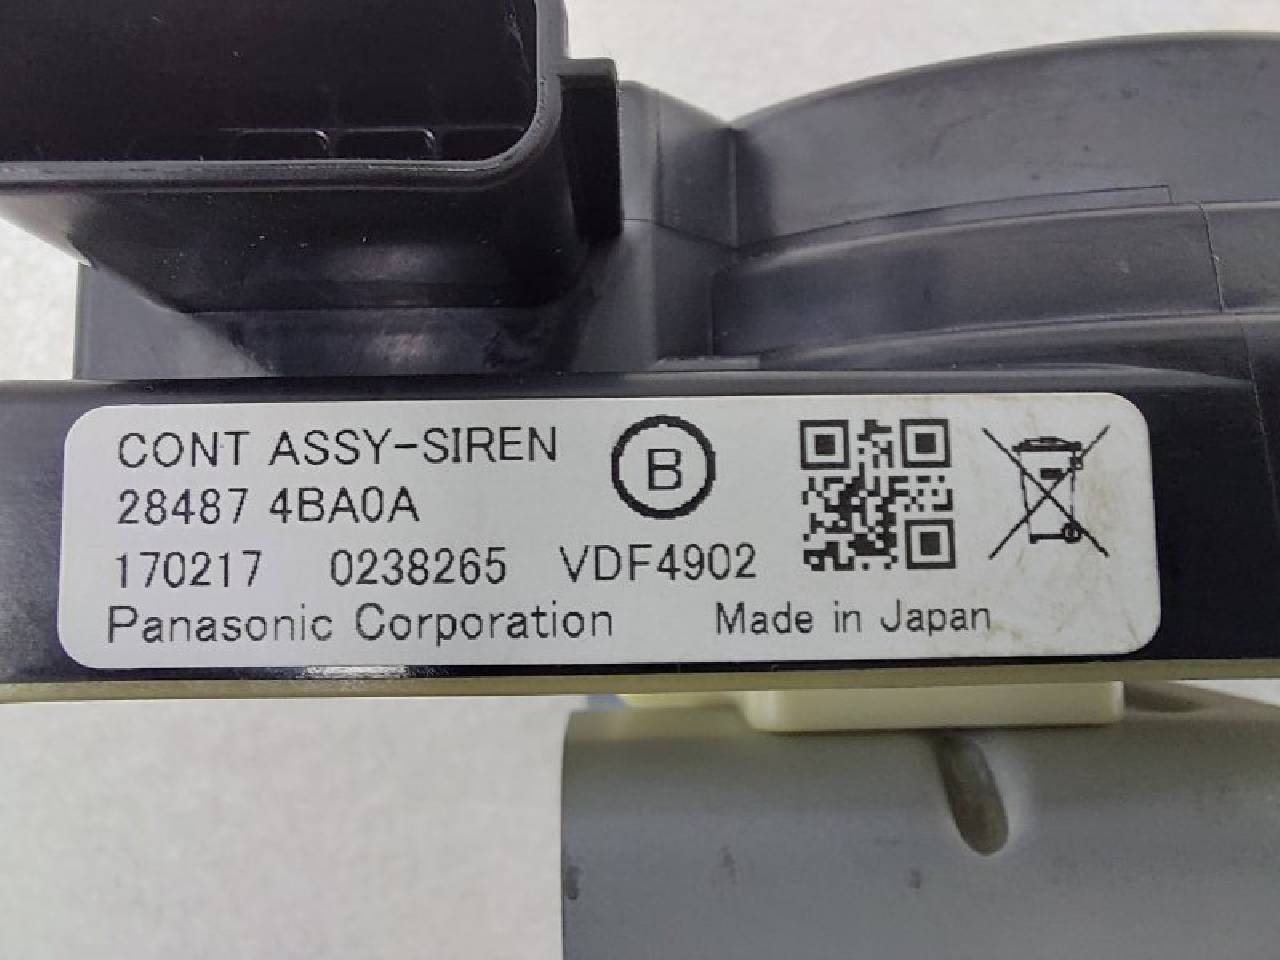 CONT ASSY-SIREN
B
28487 4BA0A
170217 0238265 VDF4902
Panasonic Corporation Made in Japan